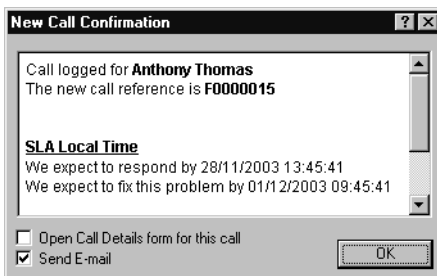 New Call Confirmation
Call logged for Anthony Thomas
The new call reference is F0000015
SLA Local Time
We expect to respond by 28/11/2003 13:45:41
We expect to fix this problem by 01/12/2003 09:45:41
Open Call Details form for this call
Send E-mail
OK